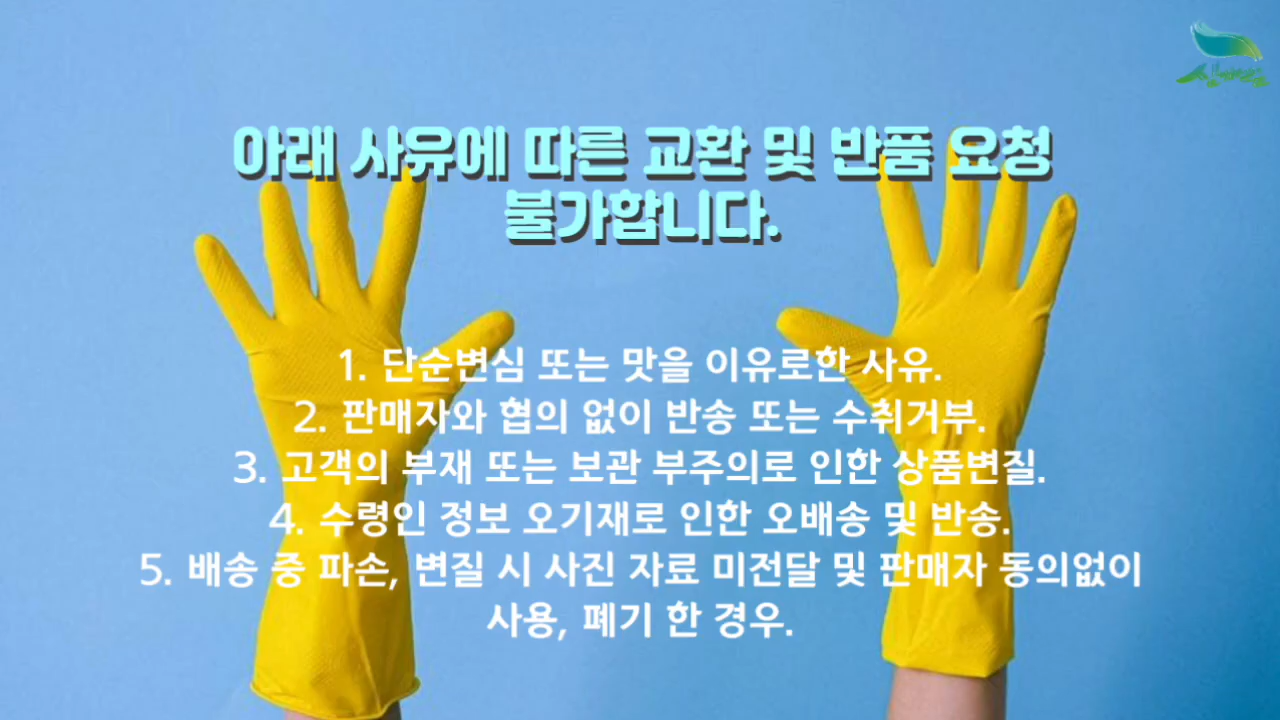 아래 사유에 따른 교환 및 반품 요청
불가합니다.
1. 단순변심 또는 맛을 이유로한 사유.
2. 판매자와 협의 없이 반송 또는 수취거부.
3. 고객의 부재 또는 보관 부주의로 인한 상품변질.
4. 수령인 정보 오기재로 인한 오배송 및 반송.
5. 배송 중 파손, 변질 시 사진 자료 미전달 및 판매자 동의없이
사용, 폐기 한 경우.